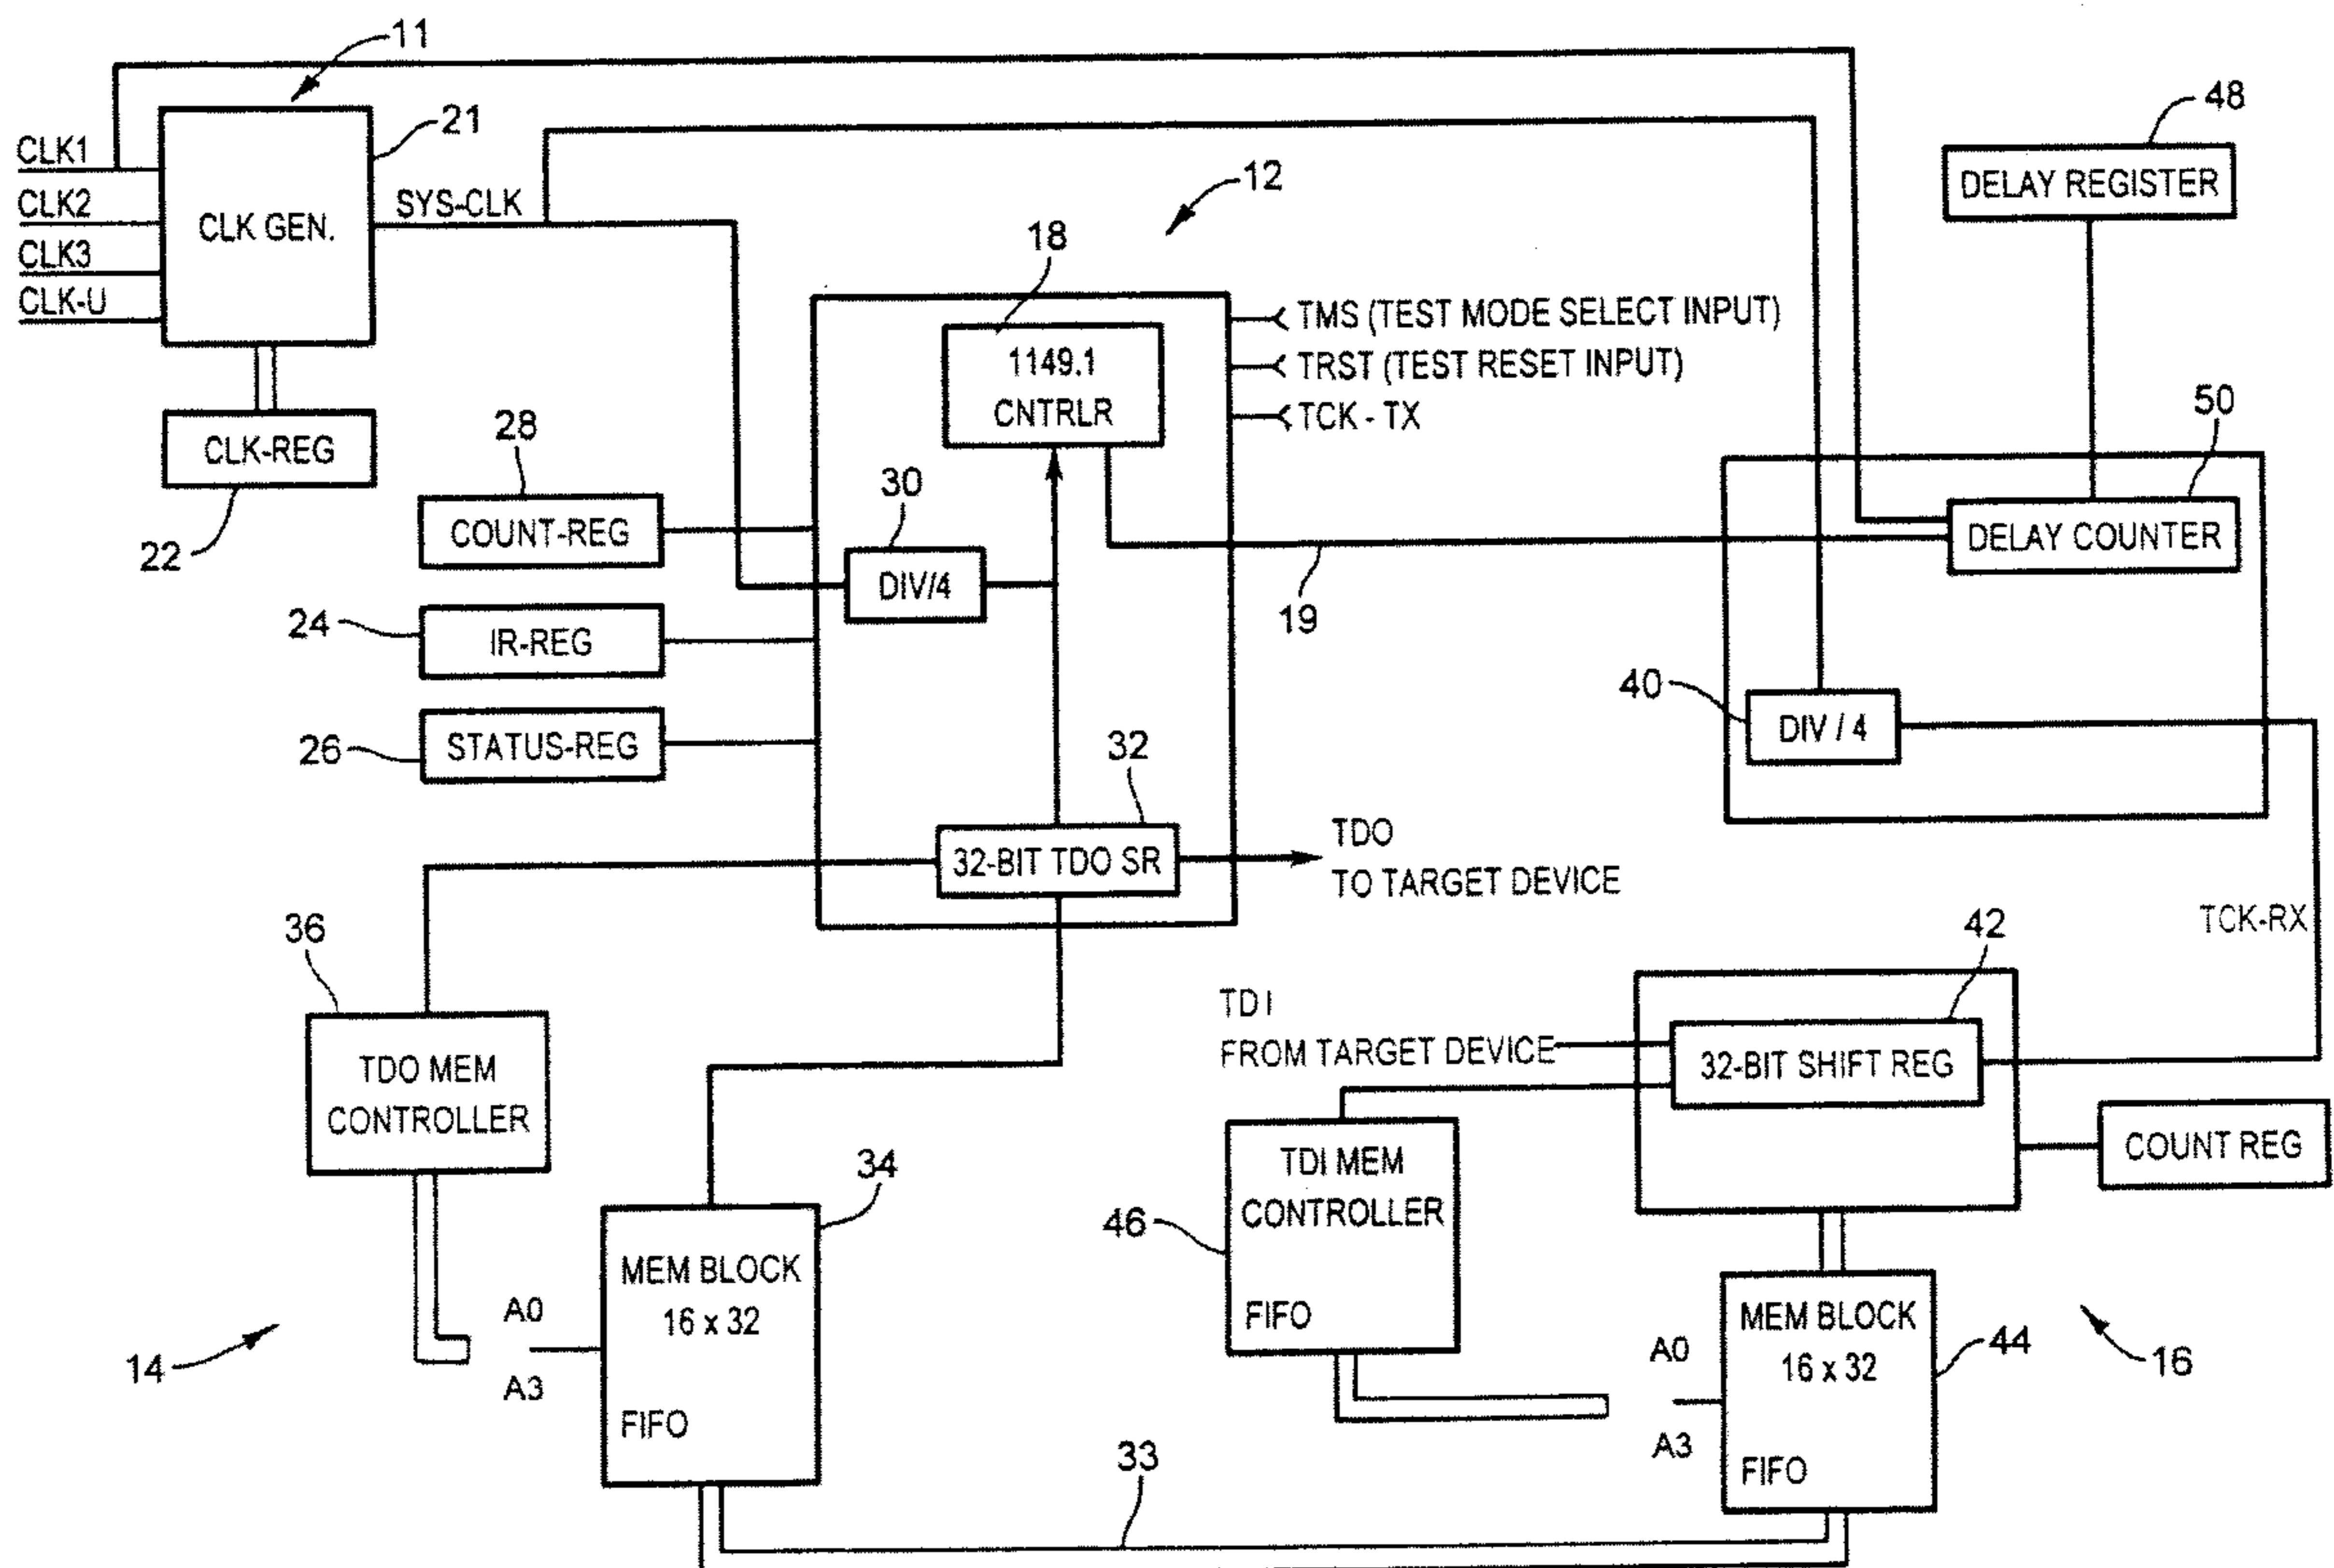 11
21
48
CLK1
CLK2
CLK3
CLK-U
CLK GEN.
SYS-CLK
12
DELAY REGISTER
18
TMS (TEST MODE SELECT INPUT)
TRST (TEST RESET INPUT)
TCK - TX
1149.1
CNTRLR
CLK-REG
22
28
COUNT-REG
30
DIV/4
50
DELAY COUNTER
19
24
IR-REG
26
STATUS-REG
40
DIV / 4
32
32-BIT TDO SR
TDO
TO TARGET DEVICE
TCK-RX
36
TDO MEM
CONTROLLER
42
TDI
FROM TARGET DEVICE
32-BIT SHIFT REG
COUNT REG
34
MEM BLOCK
16 x 32
FIFO
A0
A3
14
46
TDI MEM
CONTROLLER
FIFO
MEM BLOCK
16 x 32
FIFO
A0
A3
44
16
33